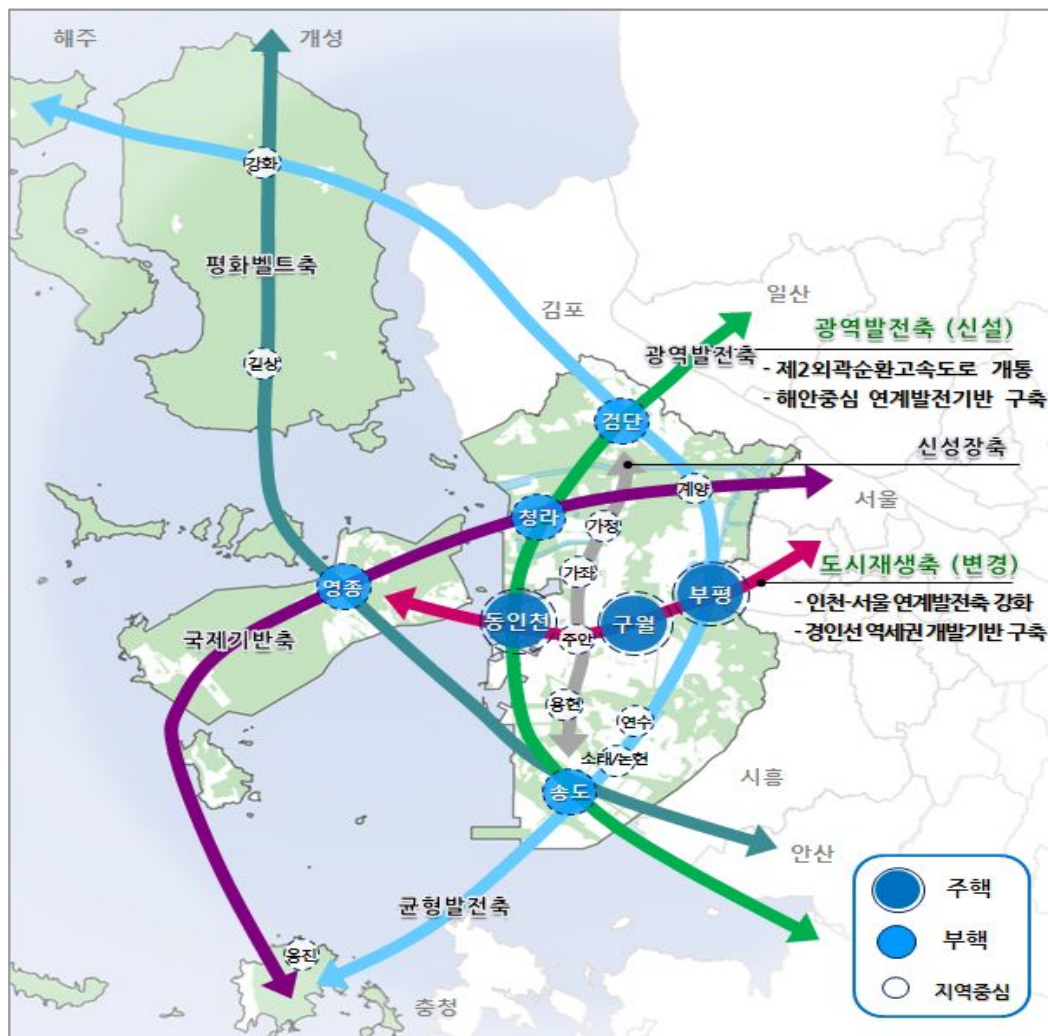 해주
개성
강화
평화벨트축
길상
김포
일산
광역발전축 (신설)
광역발전축
- 제2외곽순환고속도로 개통
- 해안중심 연계발전기반 구축
검단
신성장축
계양
서울
청라
가정
가좌
도시재생축 (변경)
영종
부평
- 인천-서울 연계발전축 강화
동인천
구월
- 경인선 역세권 개발기반 구축
주안
국제기반축
용현
연수
소래/논현
시흥
송도
안산
균형발전축
주핵
부핵
옹진
지역중심
충청